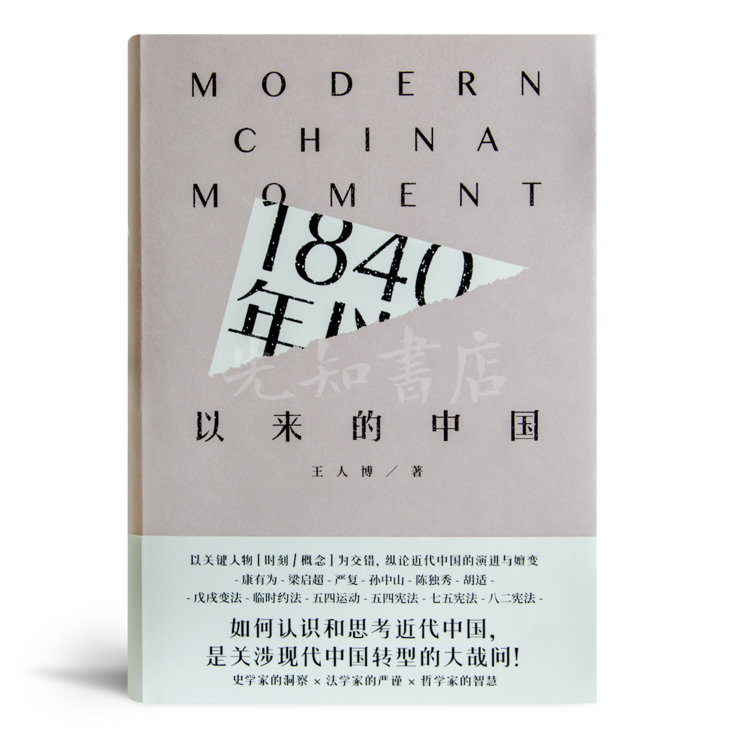 MODERN
CHINA
MOMENT
1840
年以
先知書店
以来的中国
王人博／著
以关键人物[时刻/概念]为交错，纵论近代中国的演进与嬗变
-康有为-梁启超-严复-孙中山-陈独秀-胡适-
-戊戌变法-临时约法-五四运动-五四宪法-七五宪法-八二宪法-
如何认识和思考近代中国，
是关涉现代中国转型的大哉问！
史学家的洞察×法学家的严谨×哲学家的智慧